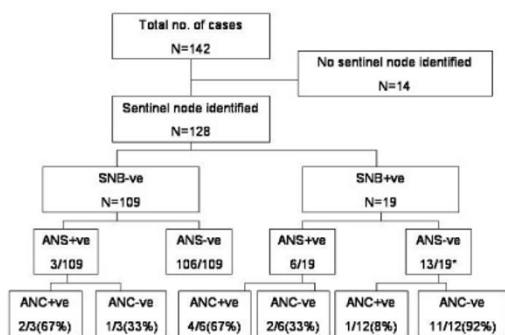 Total no. of cases
N=142
No sentinel node identified
N=14
Sentinel node identified
N=128
SNB-ve
N=109
SNB+ve
N=19
ANS+ve
3/109
ANS-ve
106/109
ANS+ve
6/19
ANS-ve
13/19*
ANC+ve
2/3(67%)
ANC-ve
1/3(33%)
ANC+ve
4/6(67%)
ANC-ve
2/6(33%)
ANC+ve
1/12(8%)
ANC-ve
11/12(92%)